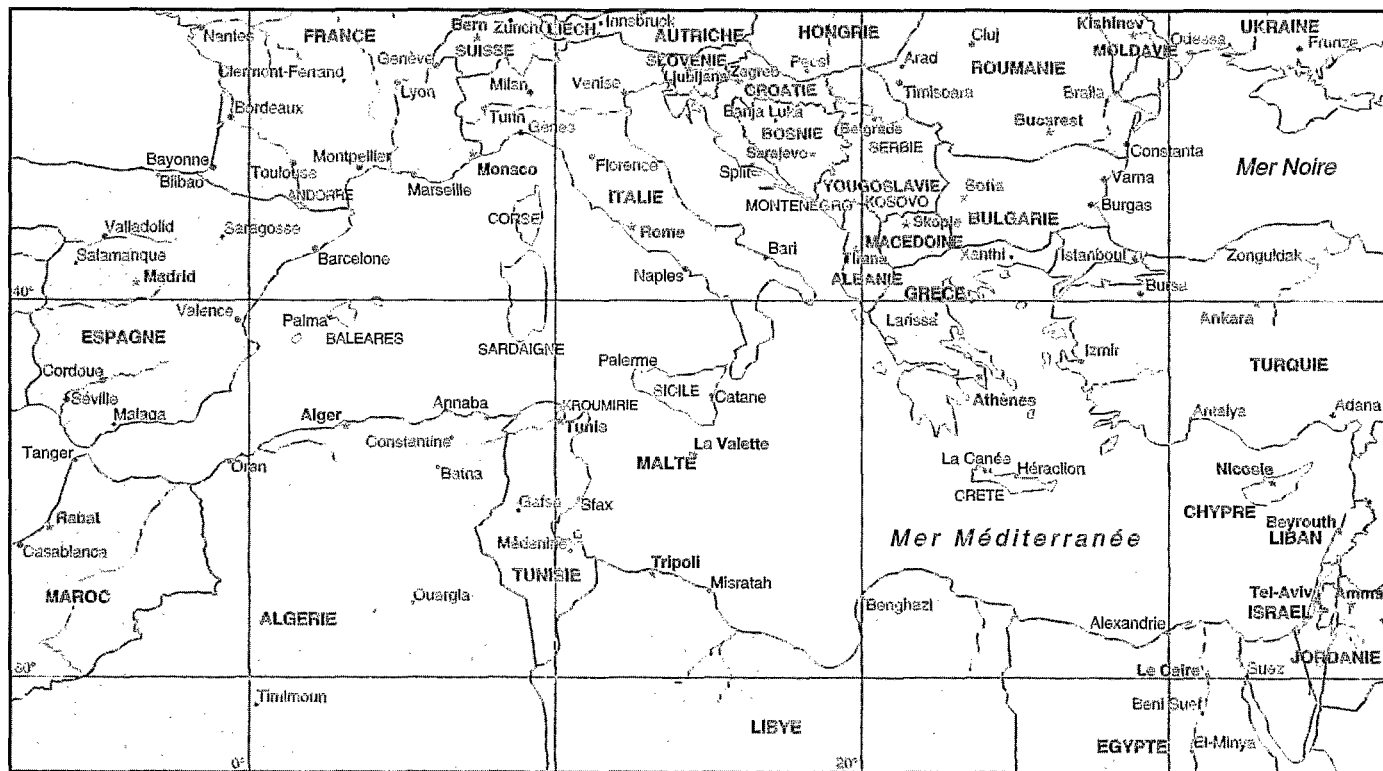 Nantes
FRANCE
Bern
Zürich
LIECH.
Innsbruck
AUTRICHE
HONGRIE
Cluj
Kishinev
UKRAINE
SUISSE
MOLDAVIE
Odessa
Frunze
Clermont-Ferrand
Genève
SLOVENIE
Ljubljana
Zagreb
Pecs
Arad
ROUMANIE
Lyon
Milan
Venise
CROATIE
Timisoara
Braila
Bordeaux
Turin
Banja Luka
Genes
BOSNIE
Belgrade
Bucarest
Bayonne
Montpellier
Monaco
Florence
Sarajevo
SERBIE
Constanta
Mer Noire
Bilbao
Toulouse
Marseille
Split
YOUGOSLAVIE
Sofia
Varna
ANDORRE
ITALIE
MONTENEGRO
KOSOVO
Burgas
CORSE
BULGARIE
Valladolid
Saragosse
Rome
Skopje
Salamanque
Barcelone
Bari
MACEDOINE
Tirana
Xanthi
Istanboul
Zonguldak
Madrid
Naples
ALBANIE
40°
GRECE
Bursa
Valence
Palma
Larissa
Ankara
ESPAGNE
BALEARES
SARDAIGNE
Izmir
Palerme
TURQUIE
Cordoue
SICILE
Catane
Athènes
Séville
Malaga
Alger
Annaba
KROUMIRIE
Tunis
Antalya
Adana
Constantine
La Valette
Tanger
Oran
Batna
MALTE
La Canée
Héraclion
Nicosie
CRETE
Gafsa
Sfax
CHYPRE
Rabat
Beyrouth
Casablanca
Médenine
Mer Méditerranée
LIBAN
TUNISIE
Tripoli
MAROC
Misratah
Tel-Aviv
Amman
Ouargla
Benghazi
ISRAEL
ALGERIE
Alexandrie
30°
JORDANIE
Le Caire
Suez
Timimoun
Beni Suef
LIBYE
EGYPTE
El-Minya
0°
20°